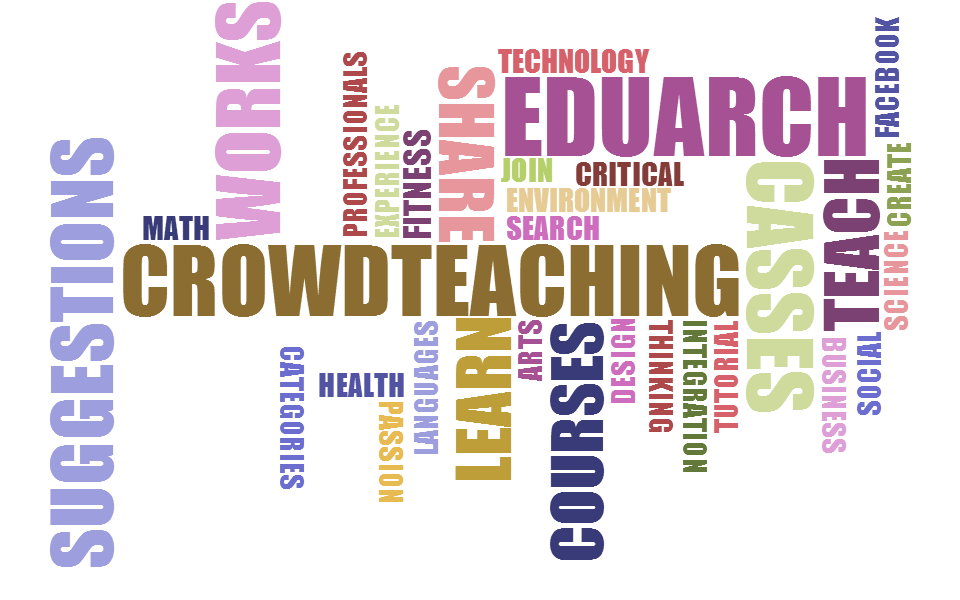 SUGGESTIONS
MATH
WORKS
PROFESSIONALS
EXPERIENCE
FITNESS
SHARE
TECHNOLOGY
EDUARCH
FACEBOOK
JOIN
CRITICAL
ENVIRONMENT
SEARCH
CASSES
TEACH
CREATE
SCIENCE
CROWDTEACHING
CATEGORIES
HEALTH
PASSION
LANGUAGES
LEARN
ARTS
COURSES
DESIGN
THINKING
INTEGRATION
TUTORIAL
BUSINESS
SOCIAL